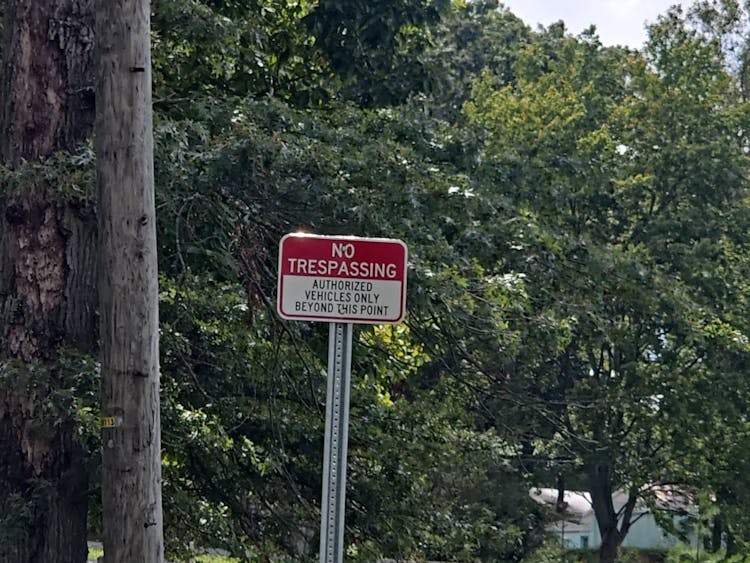 NO
TRESPASSING
AUTHORIZED
VEHICLES ONLY
BEYOND THIS POINT